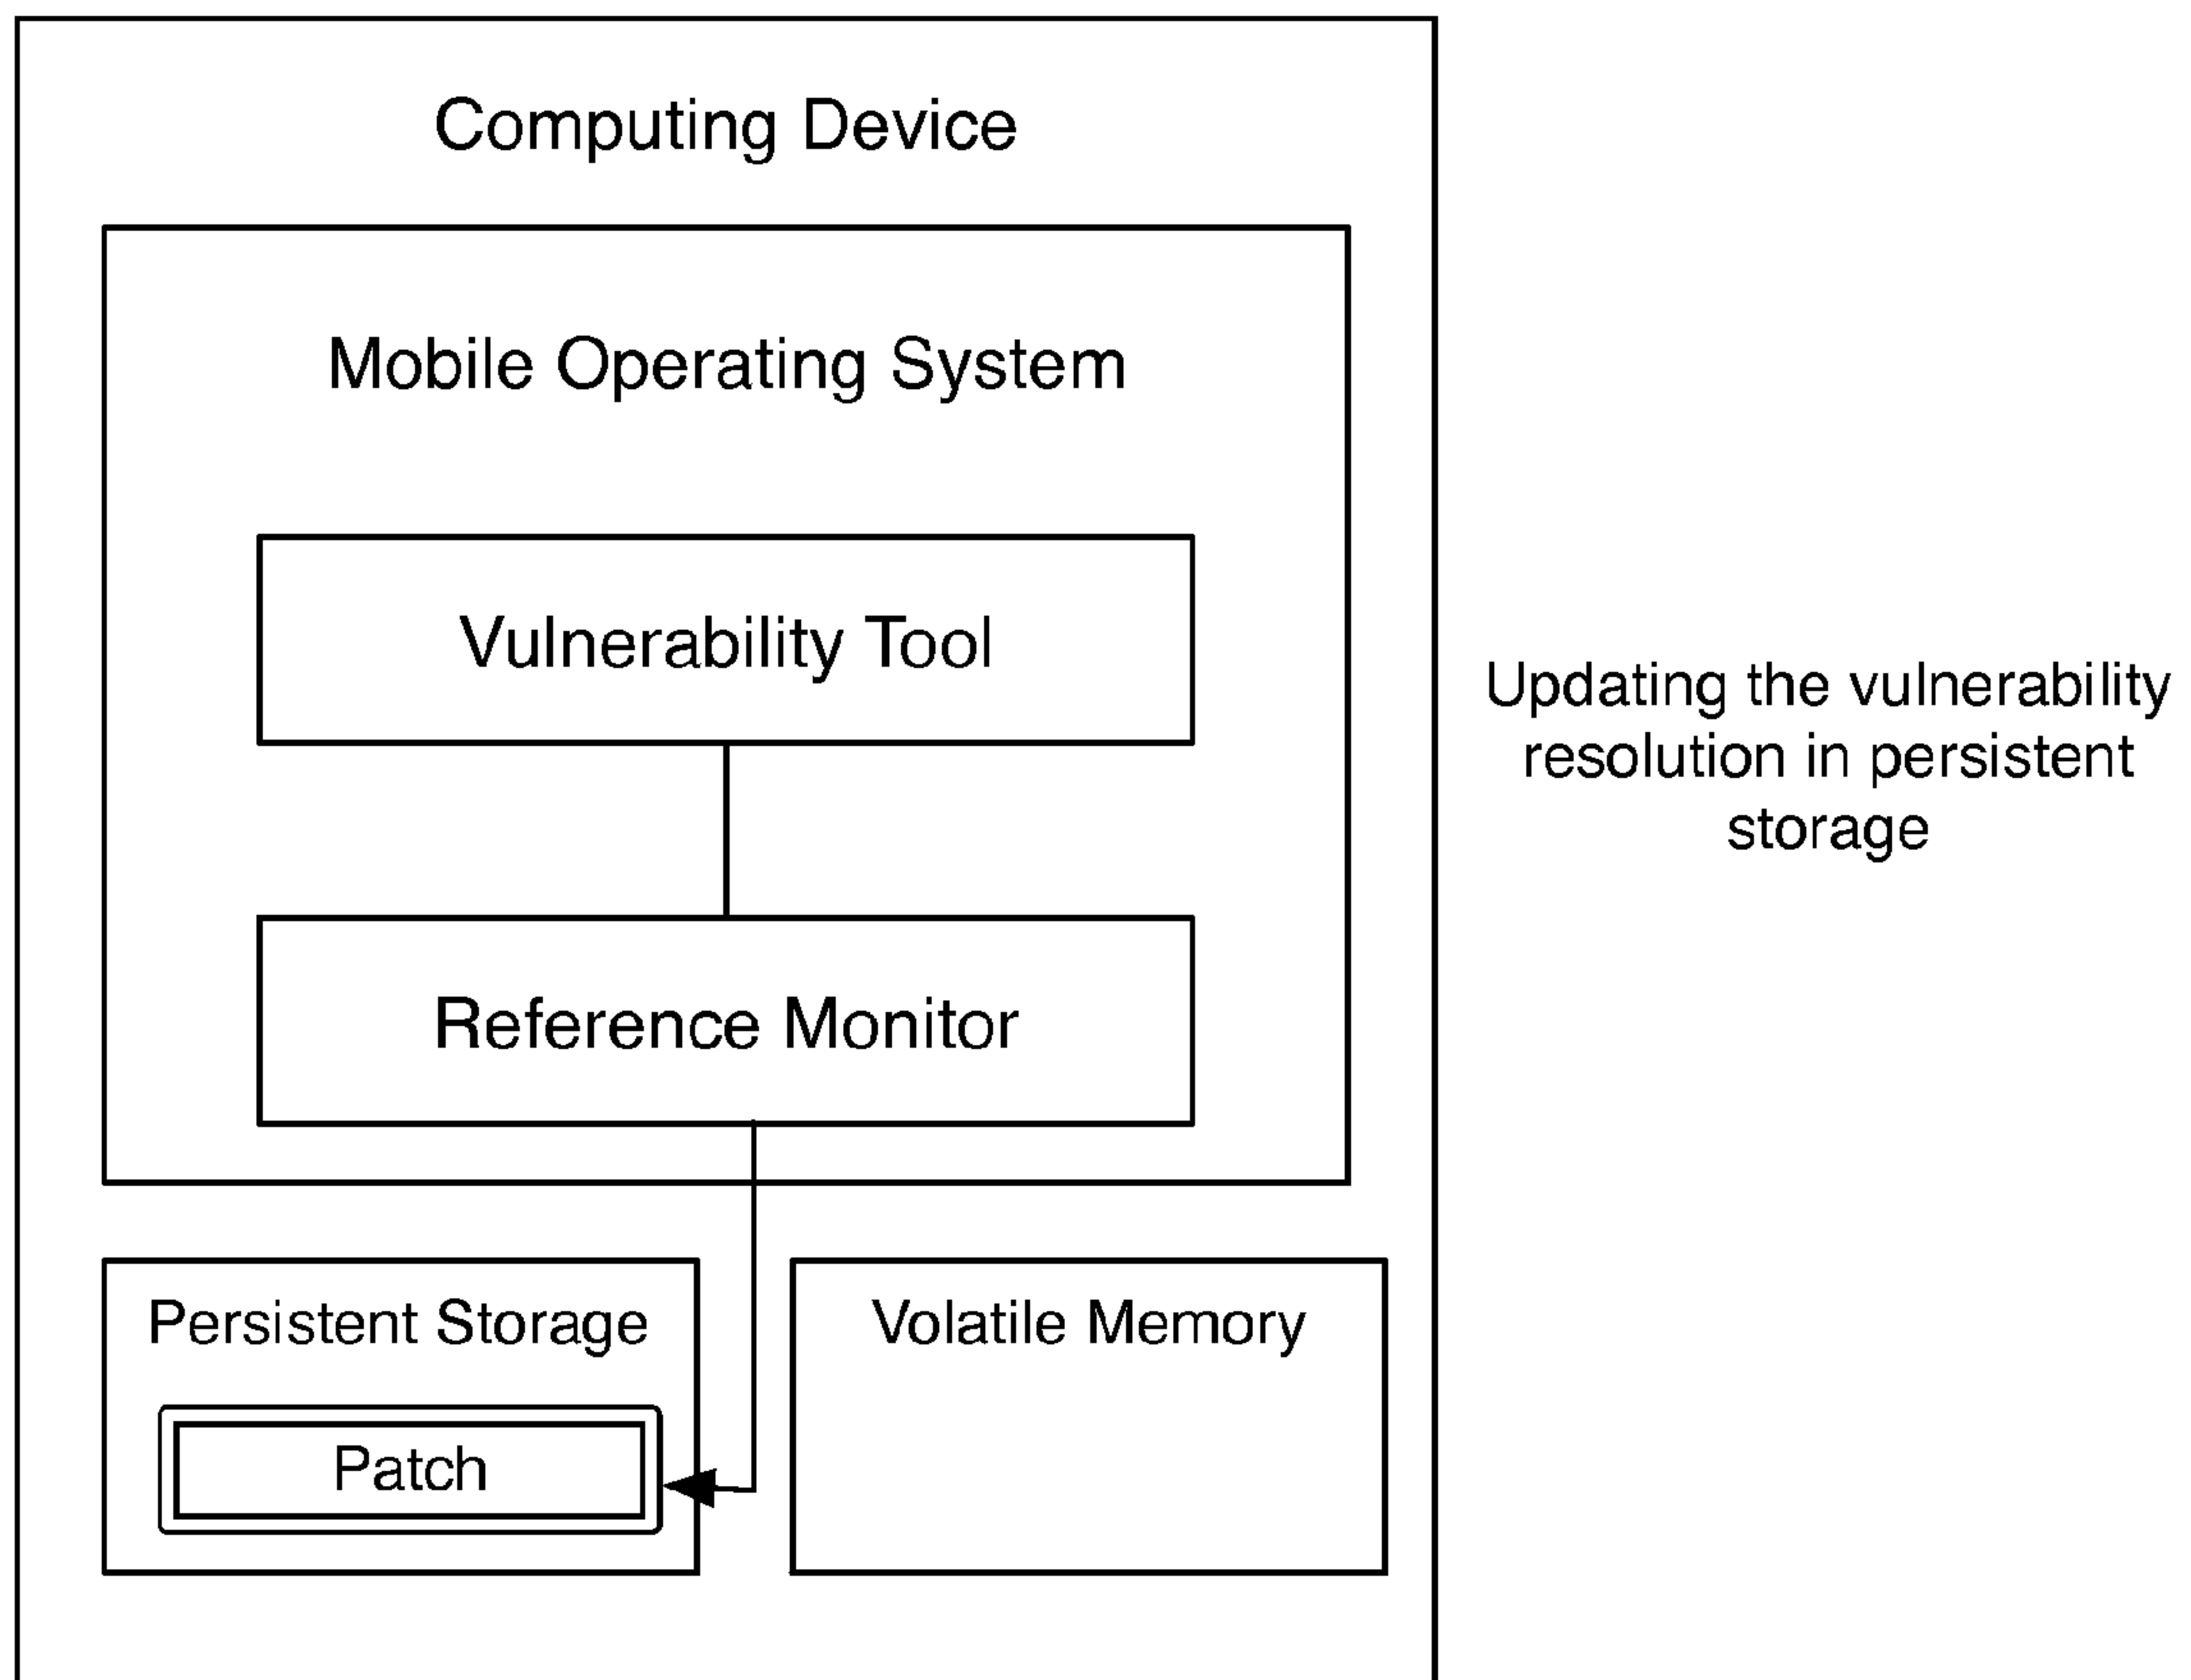 Computing Device
Mobile Operating System
Vulnerability Tool
Updating the vulnerability
resolution in persistent
storage
Reference Monitor
Persistent Storage
Volatile Memory
Patch